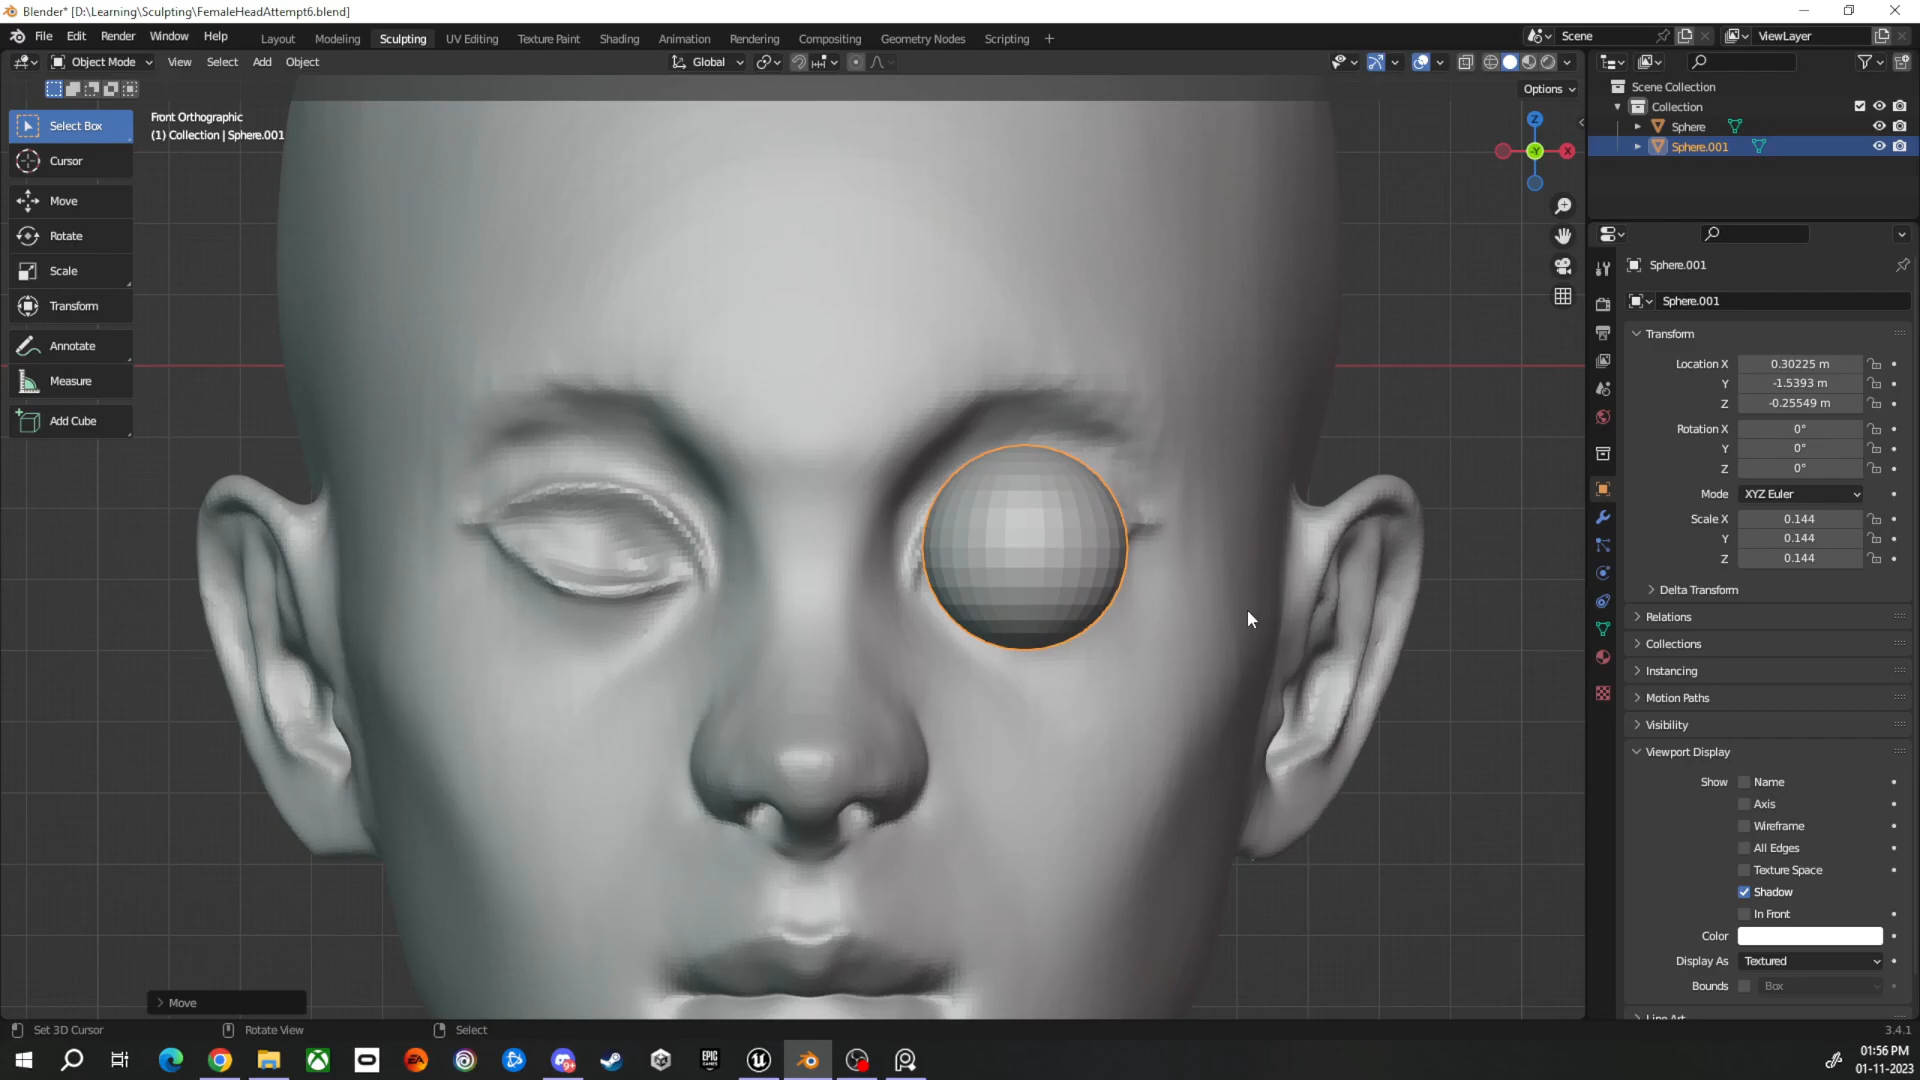 Blender* [D:\Learning\Sculpting\FemaleHeadAttempt6.blend]
File Edit Render Window Help Layout Modeling Sculpting UV Editing Texture Paint Shading Animation Rendering Compositing Geometry Nodes Scripting +
Scene
ViewLayer
Object Mode View Select Add Object
Global
Options
Front Orthographic
(1) Collection | Sphere.001
Select Box
Cursor
Move
Rotate
Scale
Transform
Annotate
Measure
Add Cube
Z
-Y
X
Move
Scene Collection
Collection
Sphere
Sphere.001
Sphere.001
Sphere.001
Transform
Location X 0.30225 m
Y -1.5393 m
Z -0.25549 m
Rotation X 0°
Y 0°
Z 0°
Mode XYZ Euler
Scale X 0.144
Y 0.144
Z 0.144
Delta Transform
Relations
Collections
Instancing
Motion Paths
Visibility
Viewport Display
Show Name
Axis
Wireframe
All Edges
Texture Space
Shadow
In Front
Color
Display As Textured
Bounds Box
Line Art
Set 3D Cursor Rotate View Select
3.4.1
EA
9+
EPIC GAMES
01:56 PM
01-11-2023